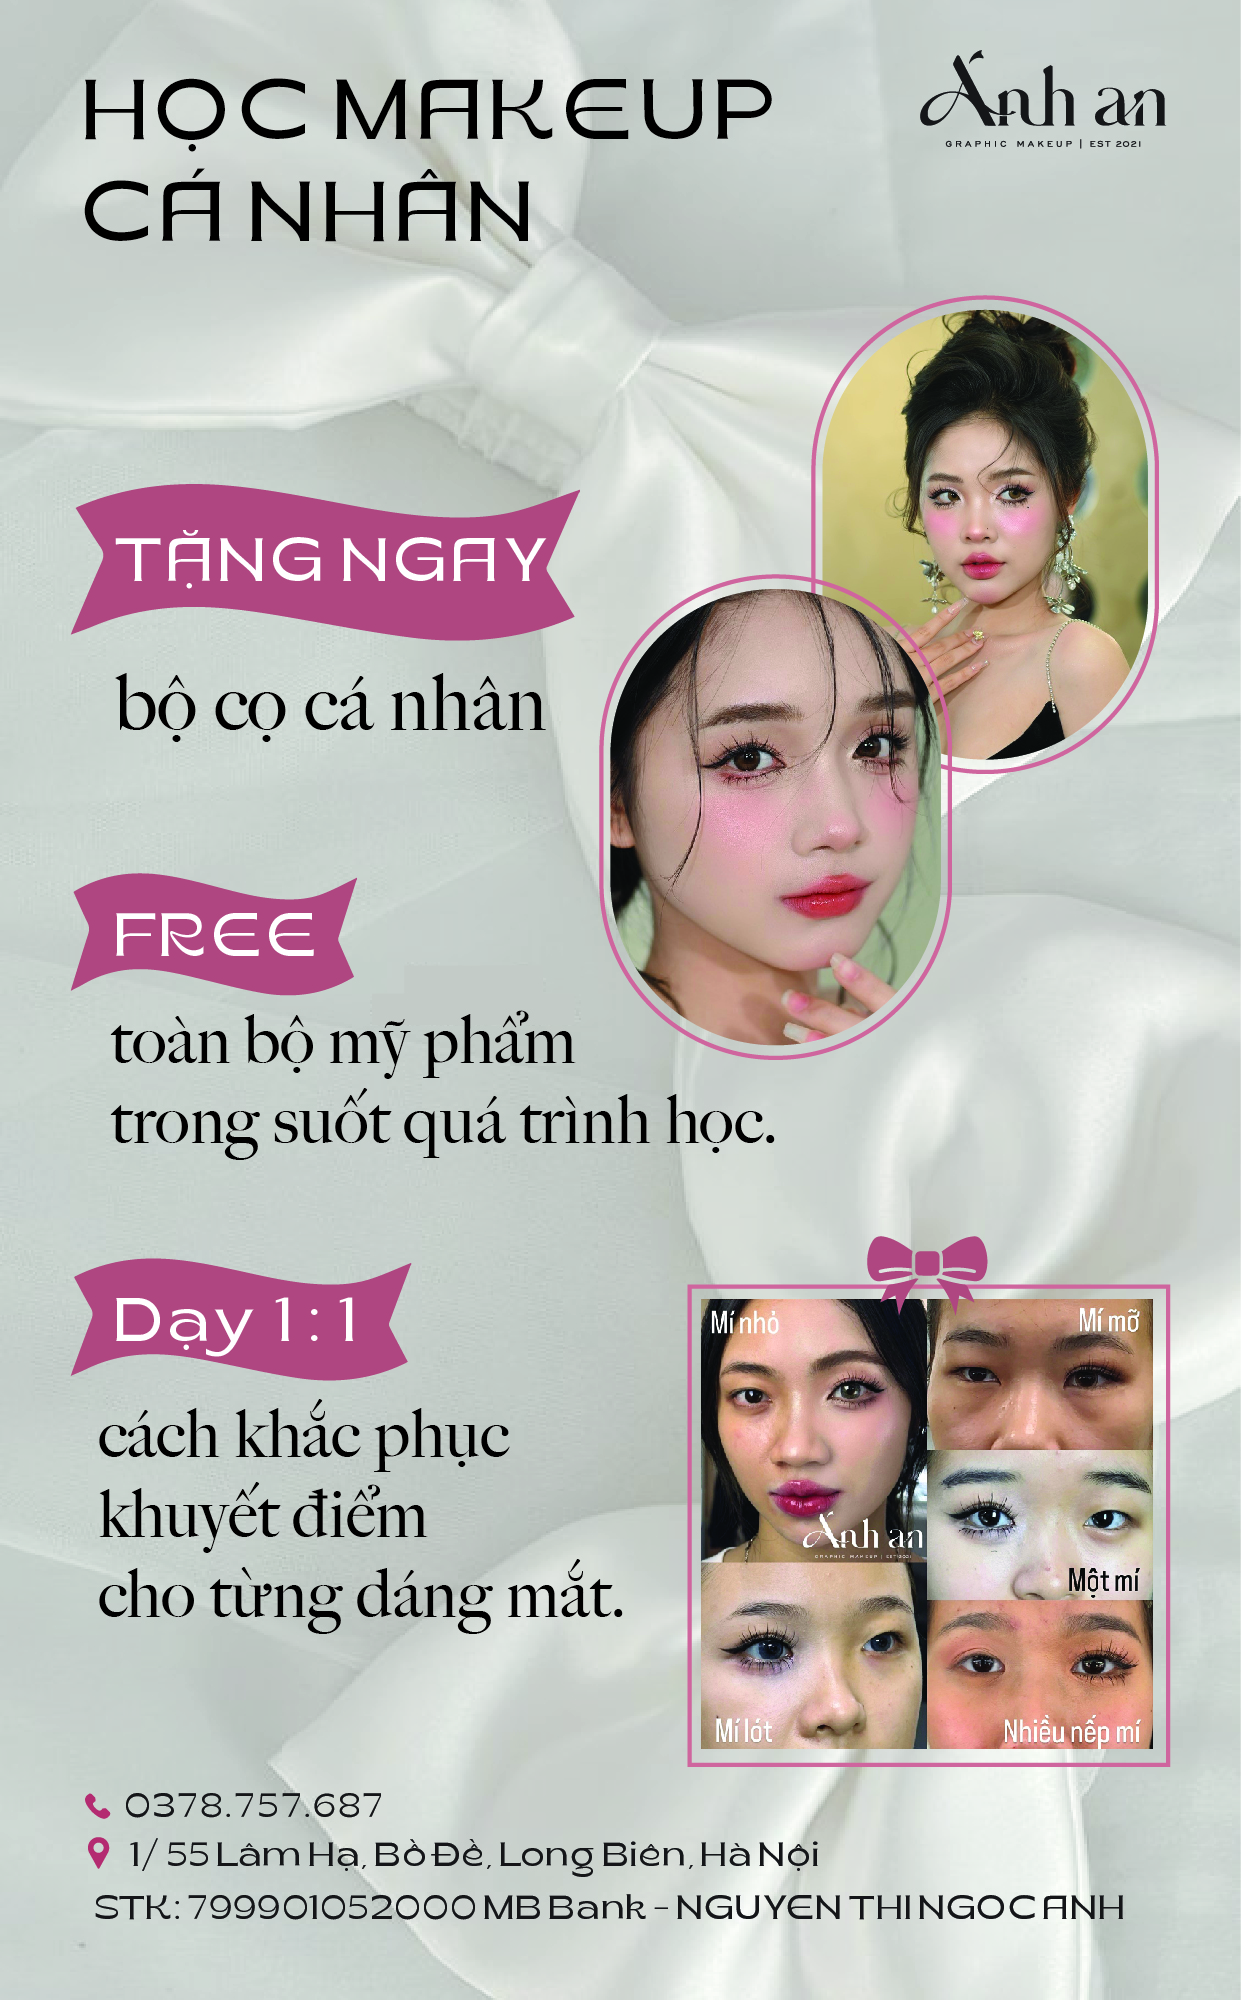 HỌC MAKEUP
CÁ NHÂN
Ánh an
GRAPHIC MAKEUP | EST 2021
TẶNG NGAY
bộ cọ cá nhân
FREE
toàn bộ mỹ phẩm
trong suốt quá trình học.
Dạy 1:1
cách khắc phục
khuyết điểm
cho từng dáng mắt.
Mí nhỏ
Mí mỡ
Ánh an
GRAPHIC MAKEUP | EST 2021
Một mí
Mí lót
Nhiều nếp mí
0378.757.687
1/ 55 Lâm Hạ, Bồ Đề, Long Biên, Hà Nội
STK: 799901052000 MB Bank - NGUYEN THI NGOC ANH